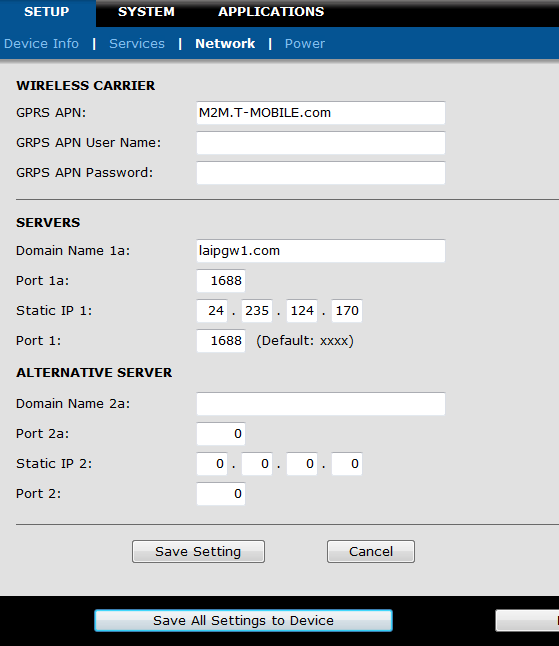 SETUP SYSTEM APPLICATIONS
Device Info | Services | Network | Power
WIRELESS CARRIER
GPRS APN: M2M.T-MOBILE.com
GRPS APN User Name:
GRPS APN Password:
SERVERS
Domain Name 1a: laipgw1.com
Port 1a: 1688
Static IP 1: 24 . 235 . 124 . 170
Port 1: 1688 (Default: xxxx)
ALTERNATIVE SERVER
Domain Name 2a:
Port 2a: 0
Static IP 2: 0 . 0 . 0 . 0
Port 2: 0
Save Setting Cancel
Save All Settings to Device